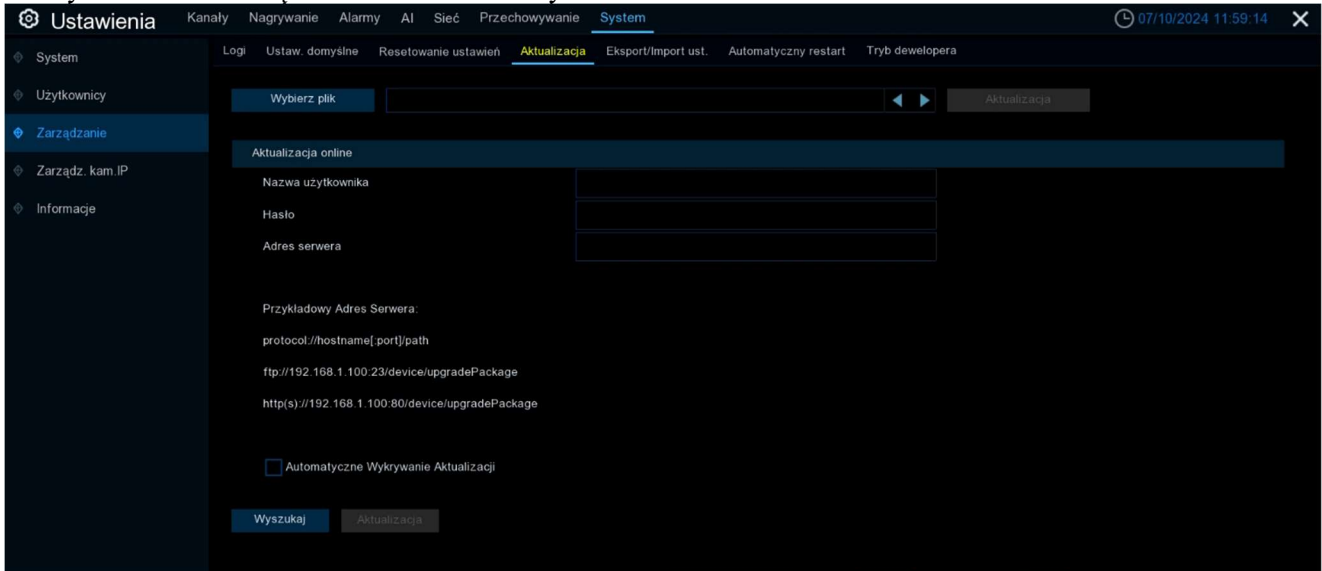 Ustawienia Kanały Nagrywanie Alarmy AI Sieć Przechowywanie System 07/10/2024 11:59:14
Logi Ustaw. domyślne Resetowanie ustawień Aktualizacja Eksport/Import ust. Automatyczny restart Tryb dewelopera
System
Użytkownicy
Zarządzanie
Zarządz. kam.IP
Informacje
Wybierz plik Aktualizacja
Aktualizacja online
Nazwa użytkownika
Hasło
Adres serwera
Przykładowy Adres Serwera:
protocol://hostname[:port]/path
ftp://192.168.1.100:23/device/upgradePackage
http(s)://192.168.1.100:80/device/upgradePackage
Automatyczne Wykrywanie Aktualizacji
Wyszukaj Aktualizacja